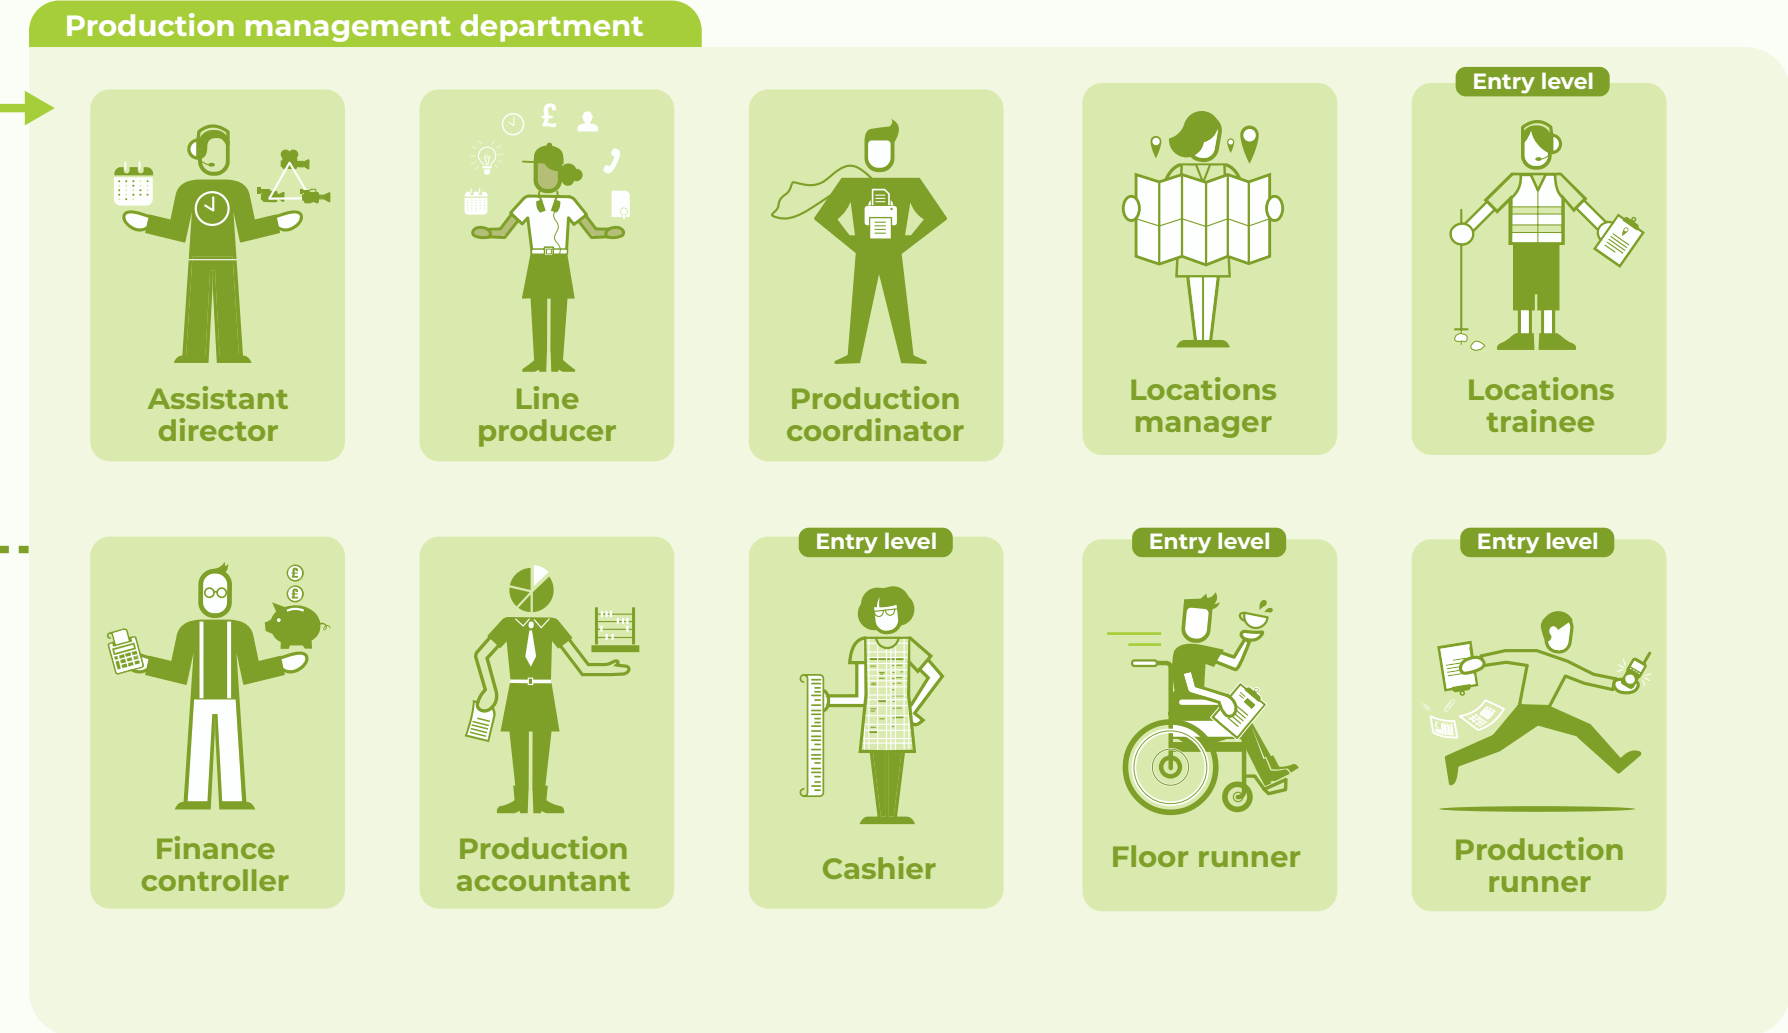 Production management department
Entry level
Assistant
director
Line
producer
Production
coordinator
Locations
manager
Locations
trainee
Entry level
Entry level
Entry level
££
£
Finance
controller
Production
accountant
Cashier
Floor runner
Production
runner